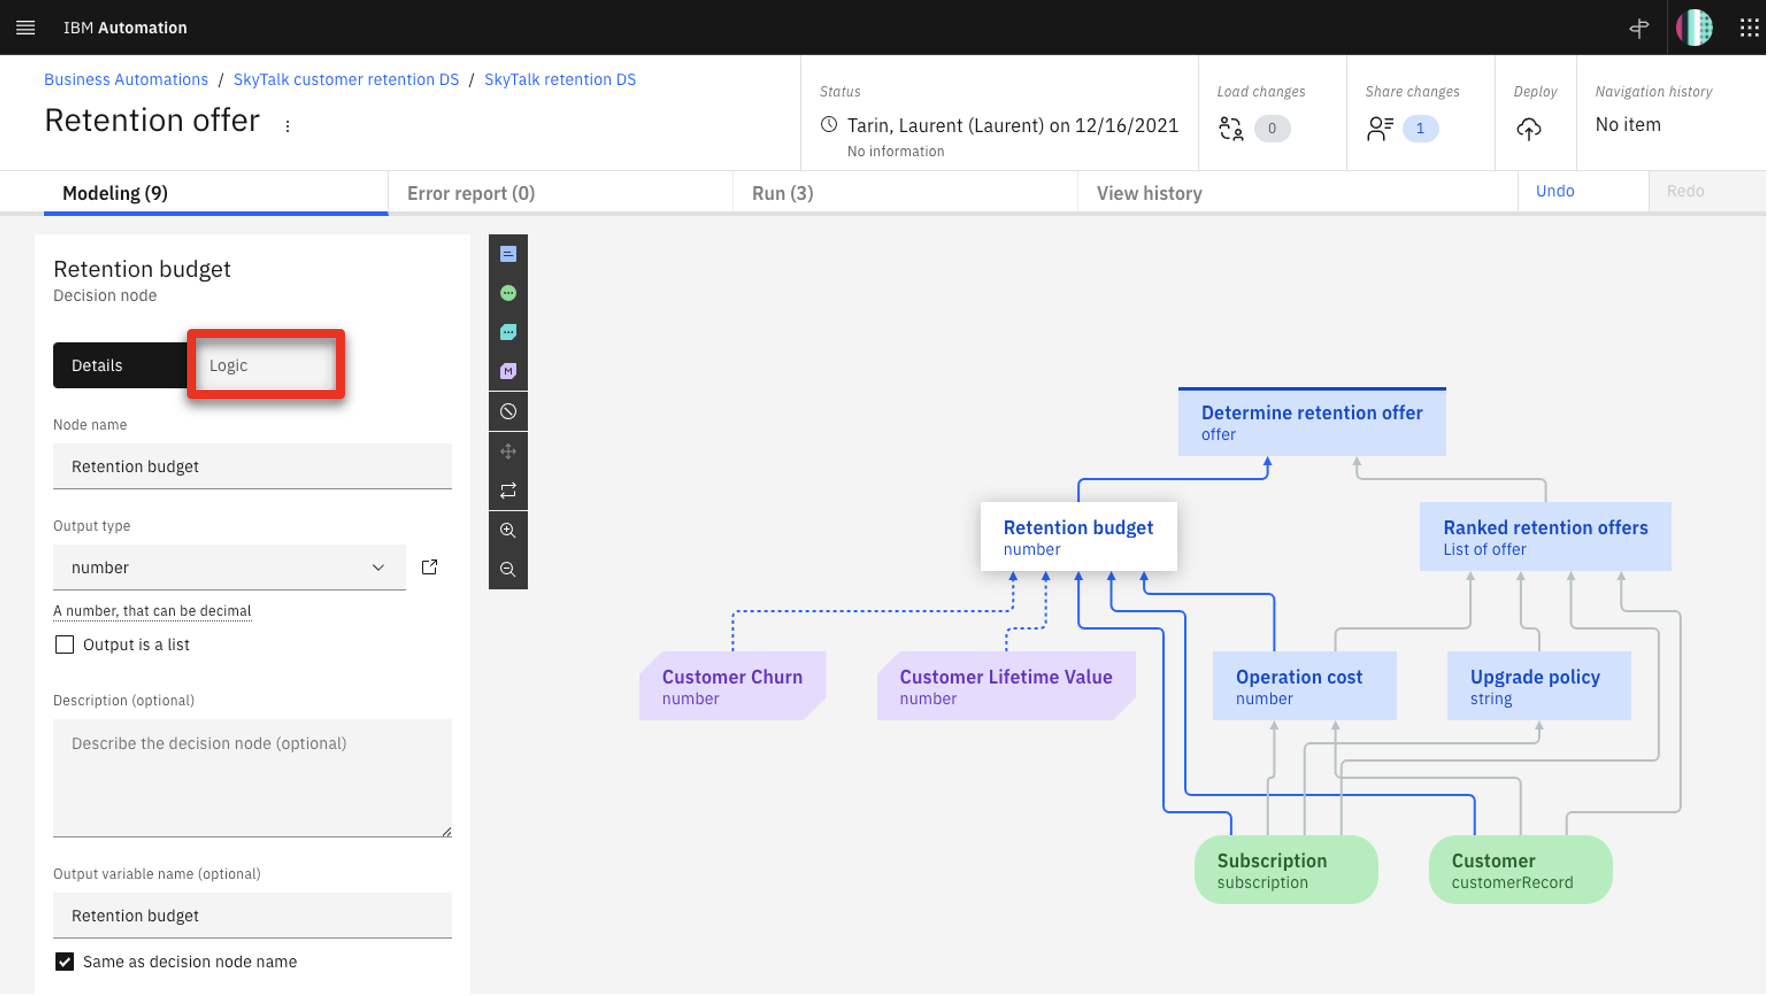 IBM Automation
Business Automations / SkyTalk customer retention DS / SkyTalk retention DS
Retention offer
Status
Tarin, Laurent (Laurent) on 12/16/2021
No information
Load changes
0
Share changes
1
Deploy
Navigation history
No item
Modeling (9)
Error report (0)
Run (3)
View history
Undo
Redo
Retention budget
Decision node
Details
Logic
Node name
Retention budget
Output type
number
A number, that can be decimal
Output is a list
Description (optional)
Describe the decision node (optional)
Output variable name (optional)
Retention budget
Same as decision node name
M
Determine retention offer
offer
Retention budget
number
Ranked retention offers
List of offer
Customer Churn
number
Customer Lifetime Value
number
Operation cost
number
Upgrade policy
string
Subscription
subscription
Customer
customerRecord